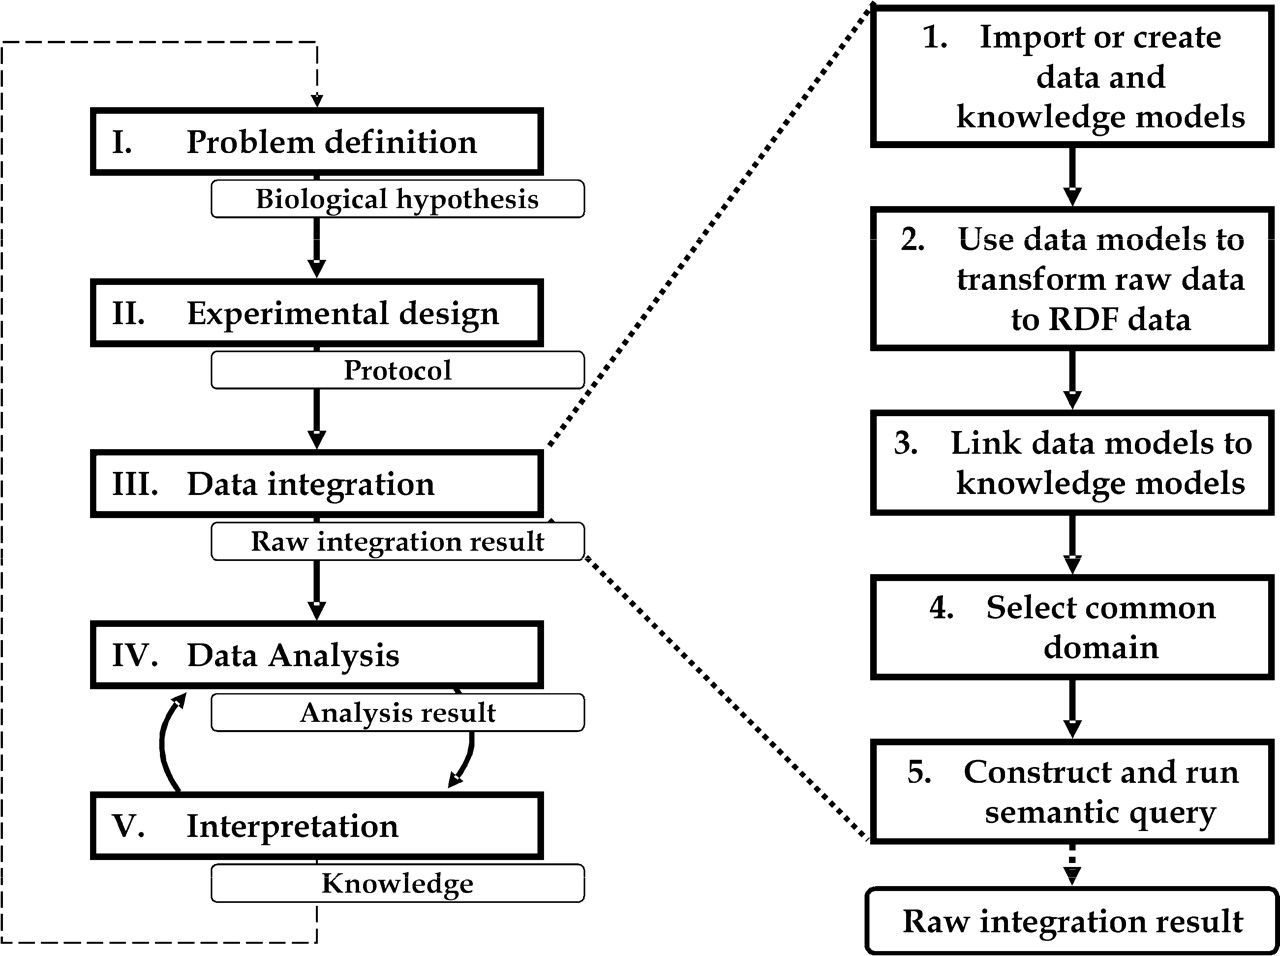 I. Problem definition
Biological hypothesis
II. Experimental design
Protocol
III. Data integration
Raw integration result
IV. Data Analysis
Analysis result
V. Interpretation
Knowledge
1. Import or create
data and
knowledge models
2. Use data models to
transform raw data
to RDF data
3. Link data models to
knowledge models
4. Select common
domain
5. Construct and run
semantic query
Raw integration result